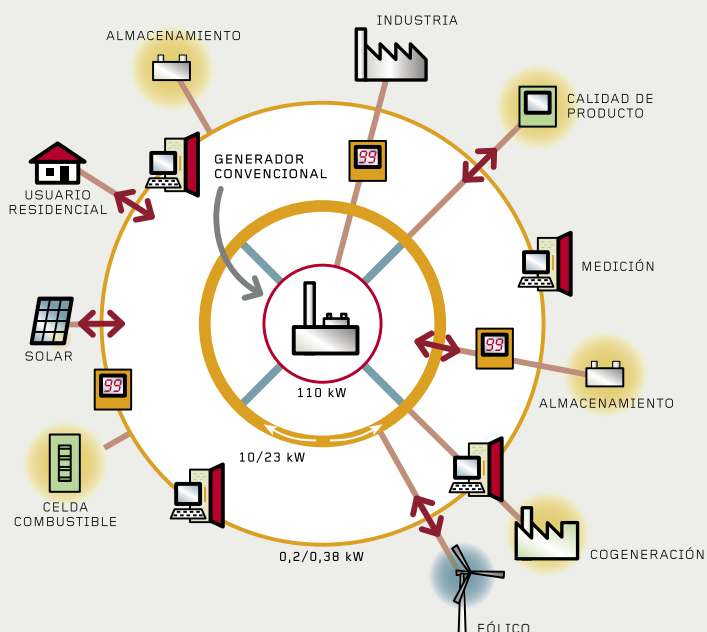 INDUSTRIA
ALMACENAMIENTO
CALIDAD DE
PRODUCTO
99
GENERADOR
CONVENCIONAL
USUARIO
RESIDENCIAL
MEDICIÓN
SOLAR
99
99
110 kW
ALMACENAMIENTO
10/23 kW
CELDA
COMBUSTIBLE
0,2/0,38 kW
COGENERACIÓN
EÓLICO